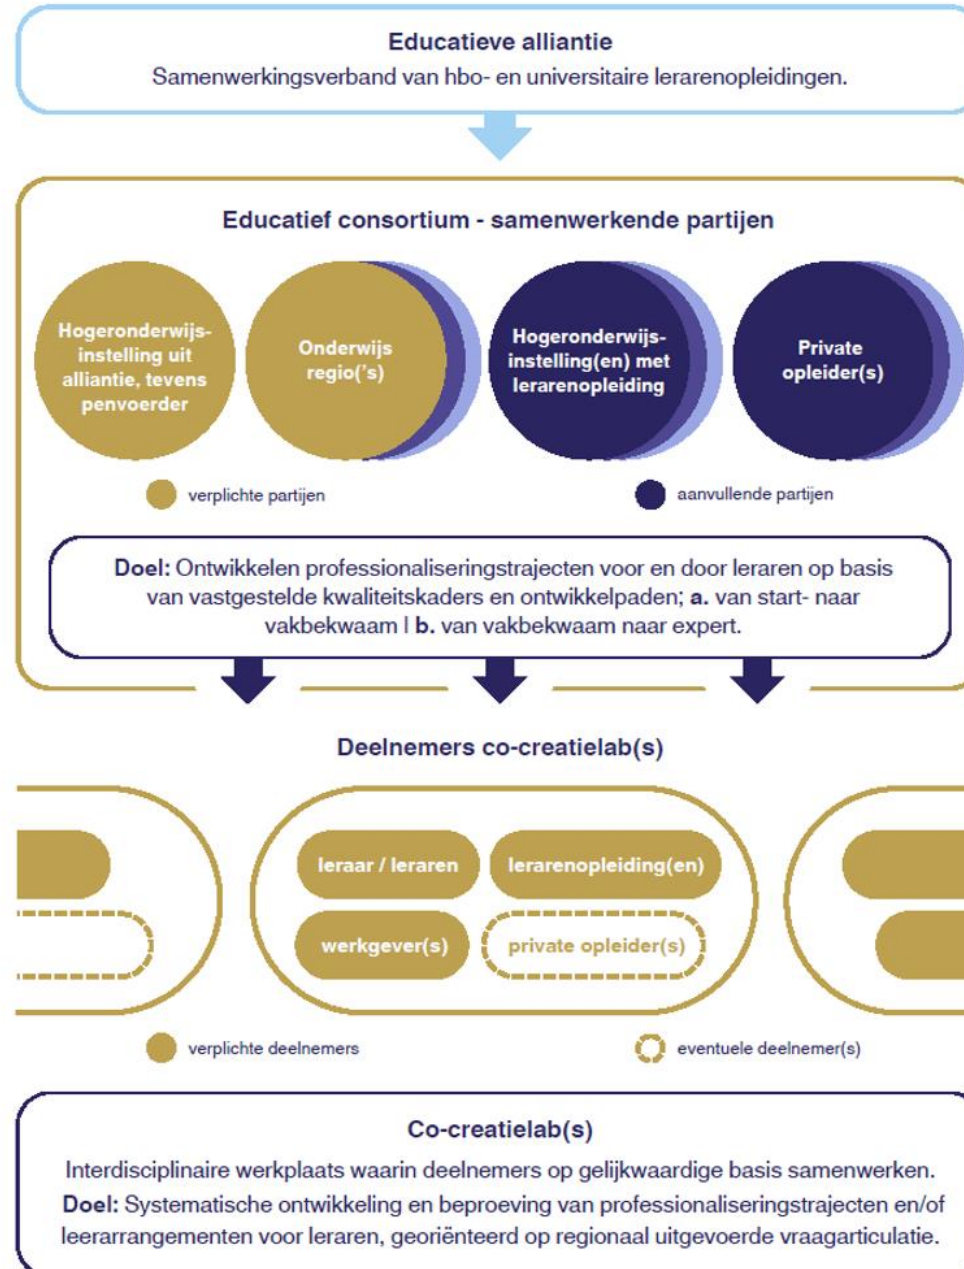 Educatieve alliantie
Samenwerkingsverband van hbo- en universitaire lerarenopleidingen.
Educatief consortium - samenwerkende partijen
Hogeronderwijs-
instelling uit
alliantie, tevens
penvoerder
Onderwijs
regio('s)
Hogeronderwijs-
instelling(en) met
lerarenopleiding
Private
opleider(s)
verplichte partijen
aanvullende partijen
Doel: Ontwikkelen professionaliseringstrajecten voor en door leraren op basis
van vastgestelde kwaliteitskaders en ontwikkelpaden; a. van start- naar
vakbekwaam | b. van vakbekwaam naar expert.
Deelnemers co-creatielab(s)
leraar / leraren
lerarenopleiding(en)
werkgever(s)
private opleider(s)
verplichte deelnemers
eventuele deelnemer(s)
Co-creatielab(s)
Interdisciplinaire werkplaats waarin deelnemers op gelijkwaardige basis samenwerken.
Doel: Systematische ontwikkeling en beproeving van professionaliseringstrajecten en/of
leerarrangementen voor leraren, georiënteerd op regionaal uitgevoerde vraagarticulatie.